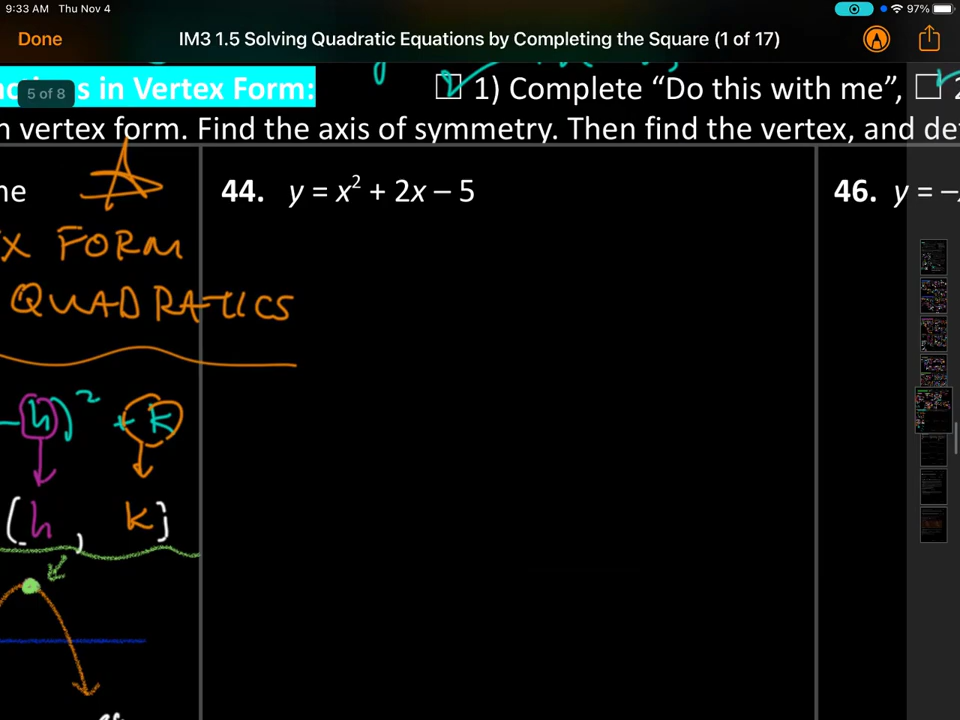 9:33 AM Thu Nov 4
97%
Done
IM3 1.5 Solving Quadratic Equations by Completing the Square (1 of 17)
5 of 8
s in Vertex Form:
1) Complete “Do this with me”,
n vertex form. Find the axis of symmetry. Then find the vertex, and de
ne
44. y = x² + 2x – 5
46. y = –
X FORM
QUADRATICS
– h)² + k
(h, k)